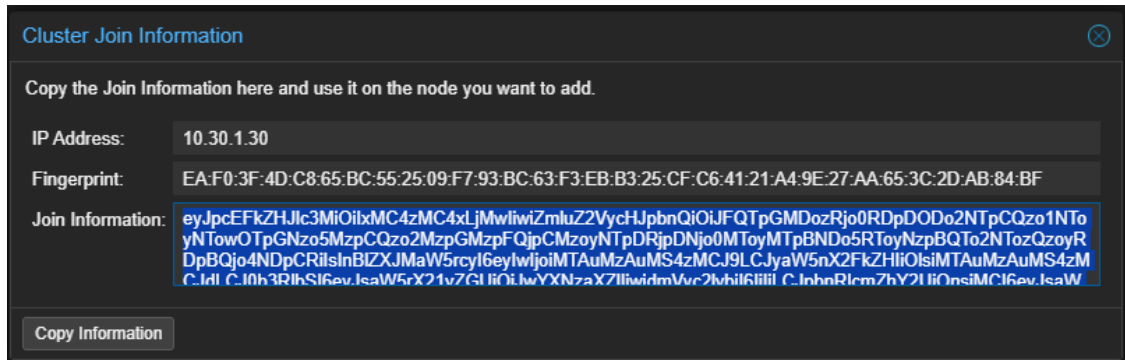 Cluster Join Information
Copy the Join Information here and use it on the node you want to add.
IP Address: 10.30.1.30
Fingerprint: EA:F0:3F:4D:C8:65:BC:55:25:09:F7:93:BC:63:F3:EB:B3:25:CF:C6:41:21:A4:9E:27:AA:65:3C:2D:AB:84:BF
Join Information: eyJpcEFkZHJlc3MiOiIxMC4zMC4xLjMwIiwiZmluZ2VycHJpbnQiOiJFQTpGMDozRjo0RDpDODo2NTpCQzo1NTo
yNTowOTpGNzo5MzpCQzo2MzpGMzpFQjpCMzoyNTpDRjpDNjo0MToyMTpBNDo5RToyNzpBQTo2NTozQzoyR
DpBQjo4NDpCRiIsInBlZXJMaW5rcyI6eyIwIjoiMTAuMzAuMS4zMCJ9LCJyaW5nX2FkZHIiOlsiMTAuMzAuMS4zM
CJdLCJ0b3RlbSI6eyJsaW5rX21vZGUiOiJwYXNzaXZlIiwidmVyc2lvbiI6IjIiLCJpbnRlcmZhY2UiOnsiMCI6eyJsaW
Copy Information